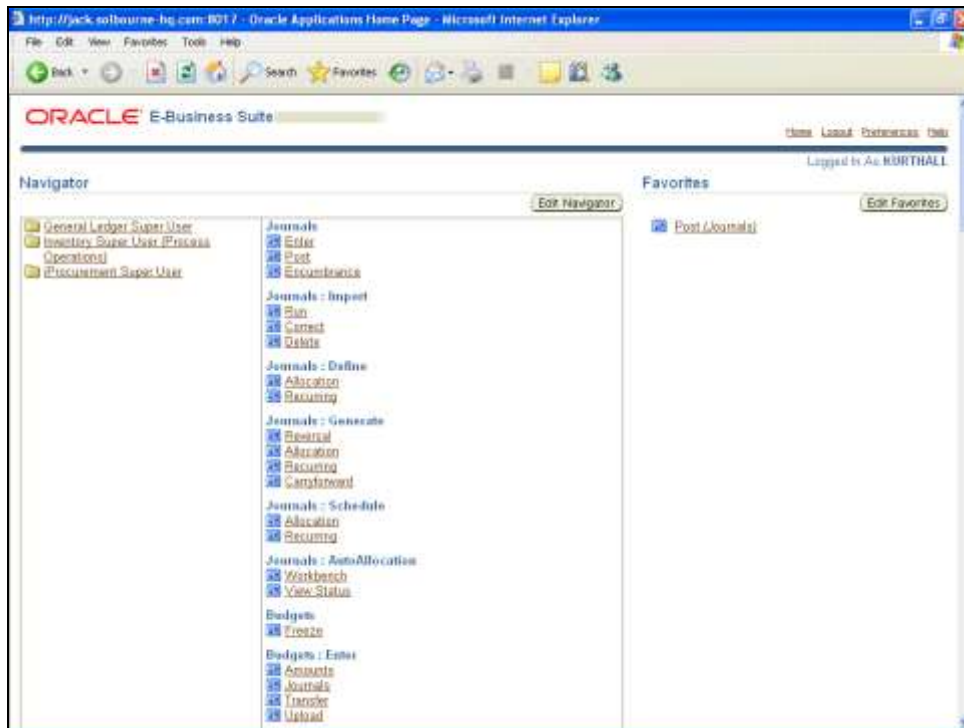 http://jack.solbourne-hq.com:8017 - Oracle Applications Home Page - Microsoft Internet Explorer
File Edit View Favorites Tools Help
Back Search Favorites
ORACLE E-Business Suite
Home Logout Preferences Help
Logged In As KURTHALL
Navigator
Favorites
Edit Navigator
Edit Favorites
General Ledger Super User
Inventory Super User (Process
Operations)
iProcurement Super User
Journals
Enter
Post
Encumbrance
Journals : Import
Run
Correct
Delete
Journals : Define
Allocation
Recurring
Journals : Generate
Reversal
Allocation
Recurring
Carryforward
Journals : Schedule
Allocation
Recurring
Journals : AutoAllocation
Workbench
View Status
Budgets
Freeze
Budgets : Enter
Amounts
Journals
Transfer
Upload
Post (Journals)